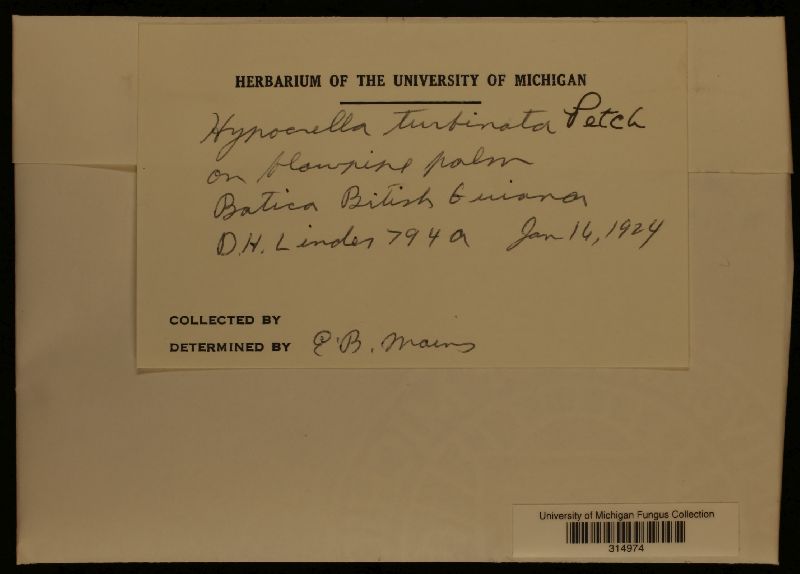 HERBARIUM OF THE UNIVERSITY OF MICHIGAN
Hypocrella turbinata Petch
on blowpipe palm
Batica British Guiana
D.H. Linder 794a Jan 16, 1924
COLLECTED BY
DETERMINED BY E.B. Mains
University of Michigan Fungus Collection
314974